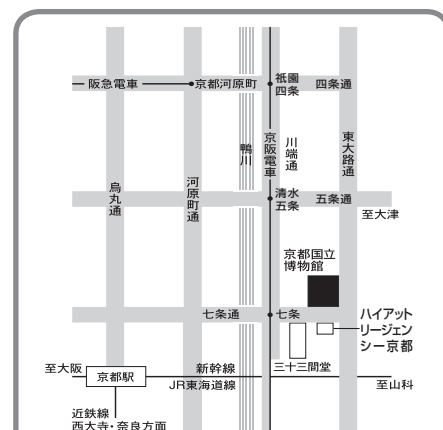 阪急電車
京都河原町
祇園
四条
四条通
烏丸通
河原町通
鴨川
京阪電車
川端通
東大路通
清水
五条
五条通
至大津
京都国立
博物館
七条通
七条
ハイアット
リージェン
シー京都
三十三間堂
至大阪
京都駅
新幹線
JR東海道線
至山科
近鉄線
西大寺・奈良方面